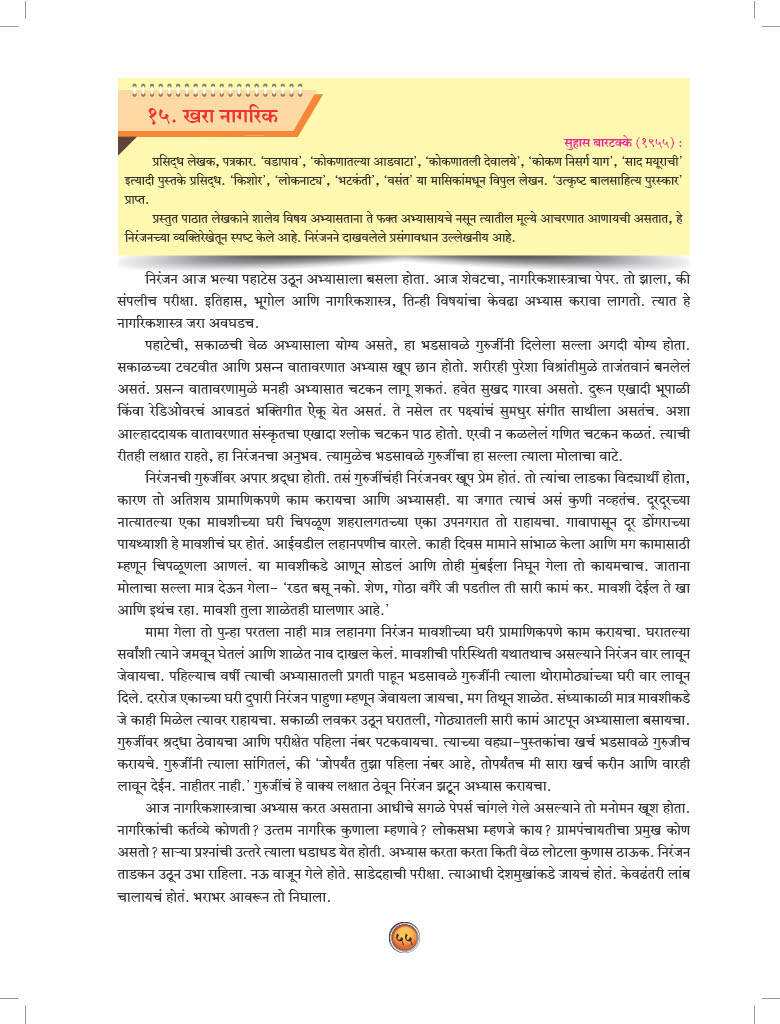 १५. खरा नागरिक
सुहास बारटक्के (१९५५) :
प्रसिद्ध लेखक, पत्रकार. ‘वडापाव’, ‘कोकणातल्या आडवाटा’, ‘कोकणातली देवालये’, ‘कोकण निसर्ग याग’, ‘साद मयूराची’
इत्यादी पुस्तके प्रसिद्ध. ‘किशोर’, ‘लोकनाट्य’, ‘भटकंती’, ‘वसंत’ या मासिकांमधून विपुल लेखन. ‘उत्कृष्ट बालसाहित्य पुरस्कार’
प्राप्त.
प्रस्तुत पाठात लेखकाने शालेय विषय अभ्यासताना ते फक्त अभ्यासायचे नसून त्यातील मूल्ये आचरणात आणायची असतात, हे
निरंजनच्या व्यक्तिरेखेतून स्पष्ट केले आहे. निरंजनने दाखवलेले प्रसंगावधान उल्लेखनीय आहे.
निरंजन आज भल्या पहाटेस उठून अभ्यासाला बसला होता. आज शेवटचा, नागरिकशास्त्राचा पेपर. तो झाला, की
संपलीच परीक्षा. इतिहास, भूगोल आणि नागरिकशास्त्र, तिन्ही विषयांचा केवढा अभ्यास करावा लागतो. त्यात हे
नागरिकशास्त्र जरा अवघडच.
पहाटेची, सकाळची वेळ अभ्यासाला योग्य असते, हा भडसावळे गुरुजींनी दिलेला सल्ला अगदी योग्य होता.
सकाळच्या टवटवीत आणि प्रसन्न वातावरणात अभ्यास खूप छान होतो. शरीरही पुरेशा विश्रांतीमुळे ताजंतवानं बनलेलं
असतं. प्रसन्न वातावरणामुळे मनही अभ्यासात चटकन लागू शकतं. हवेत सुखद गारवा असतो. दुरून एखादी भूपाळी
किंवा रेडिओवरचं आवडतं भक्तिगीत ऐकू येत असतं. ते नसेल तर पक्ष्यांचं सुमधुर संगीत साथीला असतंच. अशा
आल्हाददायक वातावरणात संस्कृतचा एखादा श्लोक चटकन पाठ होतो. एरवी न कळलेलं गणित चटकन कळतं. त्याची
रीतही लक्षात राहते, हा निरंजनचा अनुभव. त्यामुळेच भडसावळे गुरुजींचा हा सल्ला त्याला मोलाचा वाटे.
निरंजनची गुरुजींवर अपार श्रद्धा होती. तसं गुरुजींचंही निरंजनवर खूप प्रेम होतं. तो त्यांचा लाडका विद्यार्थी होता,
कारण तो अतिशय प्रामाणिकपणे काम करायचा आणि अभ्यासही. या जगात त्याचं असं कुणी नव्हतंच. दूरदूरच्या
नात्यातल्या एका मावशीच्या घरी चिपळूण शहरालगतच्या एका उपनगरात तो राहायचा. गावापासून दूर डोंगराच्या
पायथ्याशी हे मावशीचं घर होतं. आईवडील लहानपणीच वारले. काही दिवस मामाने सांभाळ केला आणि मग कामासाठी
म्हणून चिपळूणला आणलं. या मावशीकडे आणून सोडलं आणि तोही मुंबईला निघून गेला तो कायमचाच. जाताना
मोलाचा सल्ला मात्र देऊन गेला- ‘रडत बसू नको. शेण, गोठा वगैरे जी पडतील ती सारी कामं कर. मावशी देईल ते खा
आणि इथंच रहा. मावशी तुला शाळेतही घालणार आहे.’
मामा गेला तो पुन्हा परतला नाही मात्र लहानगा निरंजन मावशीच्या घरी प्रामाणिकपणे काम करायचा. घरातल्या
सर्वांशी त्याने जमवून घेतलं आणि शाळेत नाव दाखल केलं. मावशीची परिस्थिती यथातथाच असल्याने निरंजन वार लावून
जेवायचा. पहिल्याच वर्षी त्याची अभ्यासातली प्रगती पाहून भडसावळे गुरुजींनी त्याला थोरामोठ्यांच्या घरी वार लावून
दिले. दररोज एकाच्या घरी दुपारी निरंजन पाहुणा म्हणून जेवायला जायचा, मग तिथून शाळेत. संध्याकाळी मात्र मावशीकडे
जे काही मिळेल त्यावर राहायचा. सकाळी लवकर उठून घरातली, गोठ्यातली सारी कामं आटपून अभ्यासाला बसायचा.
गुरुजींवर श्रद्धा ठेवायचा आणि परीक्षेत पहिला नंबर पटकवायचा. त्याच्या वह्या-पुस्तकांचा खर्च भडसावळे गुरुजीच
करायचे. गुरुजींनी त्याला सांगितलं, की ‘जोपर्यंत तुझा पहिला नंबर आहे, तोपर्यंतच मी सारा खर्च करीन आणि वारही
लावून देईन. नाहीतर नाही.’ गुरुजींचं हे वाक्य लक्षात ठेवून निरंजन झटून अभ्यास करायचा.
आज नागरिकशास्त्राचा अभ्यास करत असताना आधीचे सगळे पेपर्स चांगले गेले असल्याने तो मनोमन खूश होता.
नागरिकांची कर्तव्ये कोणती? उत्तम नागरिक कुणाला म्हणावे? लोकसभा म्हणजे काय? ग्रामपंचायतीचा प्रमुख कोण
असतो? साऱ्या प्रश्नांची उत्तरे त्याला धडाधड येत होती. अभ्यास करता करता किती वेळ लोटला कुणास ठाऊक. निरंजन
ताडकन उठून उभा राहिला. नऊ वाजून गेले होते. साडेदहाची परीक्षा. त्याआधी देशमुखांकडे जायचं होतं. केवढंतरी लांब
चालायचं होतं. भराभर आवरून तो निघाला.
५५